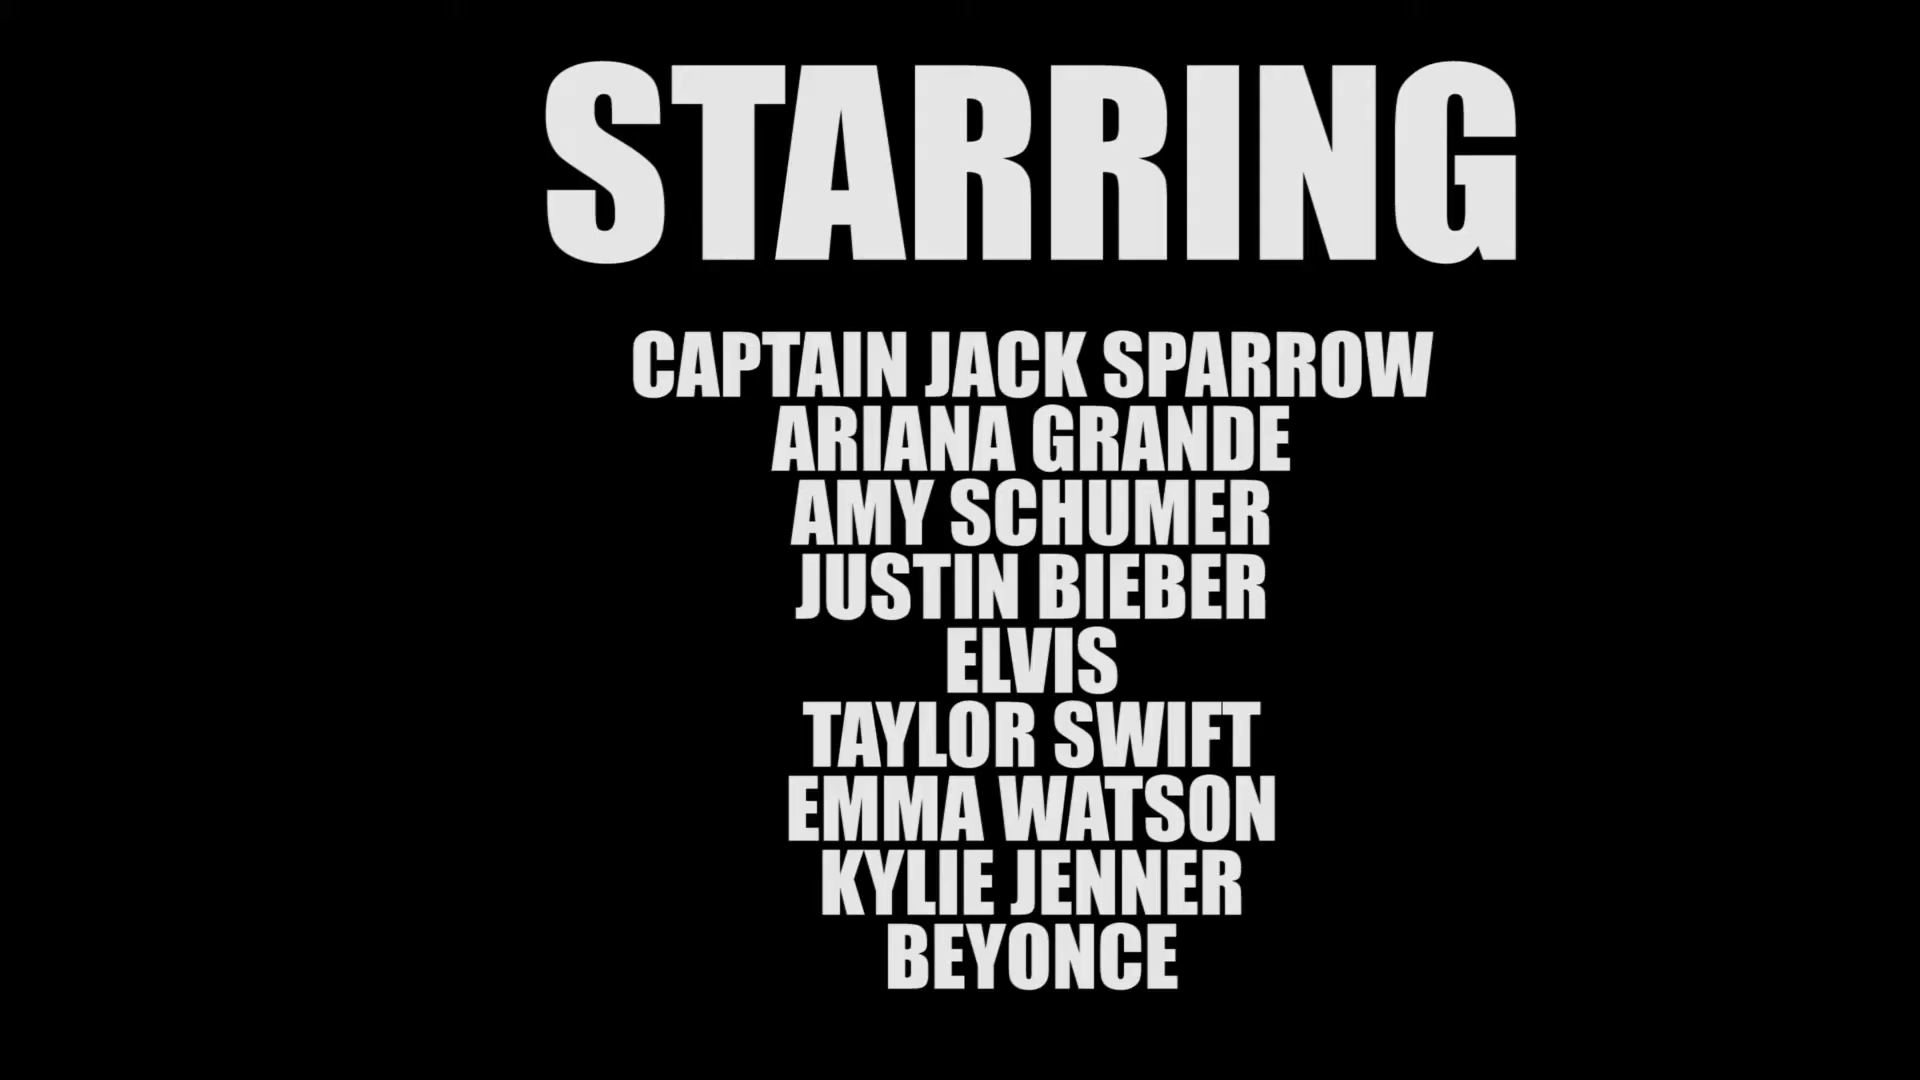 STARRING
CAPTAIN JACK SPARROW
ARIANA GRANDE
AMY SCHUMER
JUSTIN BIEBER
ELVIS
TAYLOR SWIFT
EMMA WATSON
KYLIE JENNER
BEYONCE